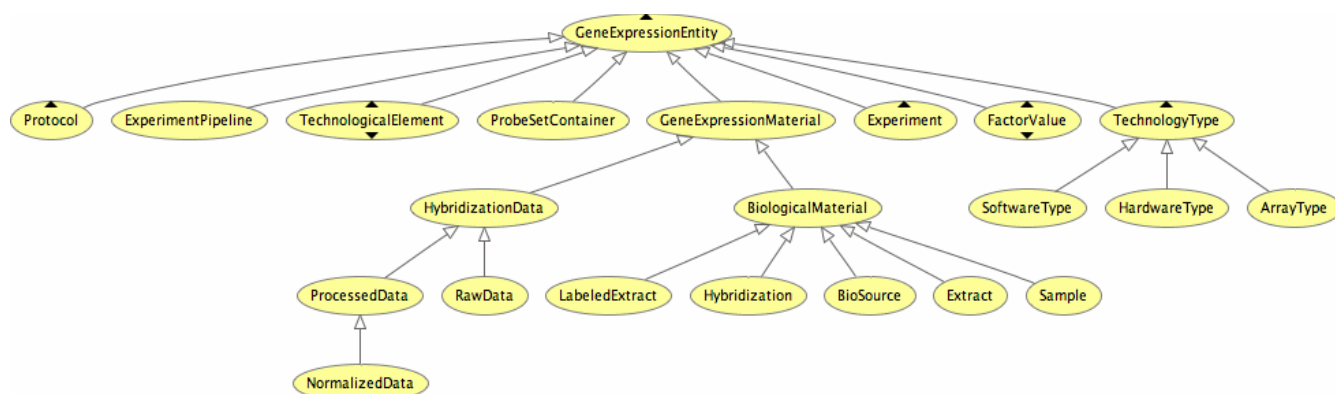 GeneExpressionEntity
Protocol
ExperimentPipeline
TechnologicalElement
ProbeSetContainer
GeneExpressionMaterial
Experiment
FactorValue
TechnologyType
HybridizationData
BiologicalMaterial
SoftwareType
HardwareType
ArrayType
ProcessedData
RawData
LabeledExtract
Hybridization
BioSource
Extract
Sample
NormalizedData